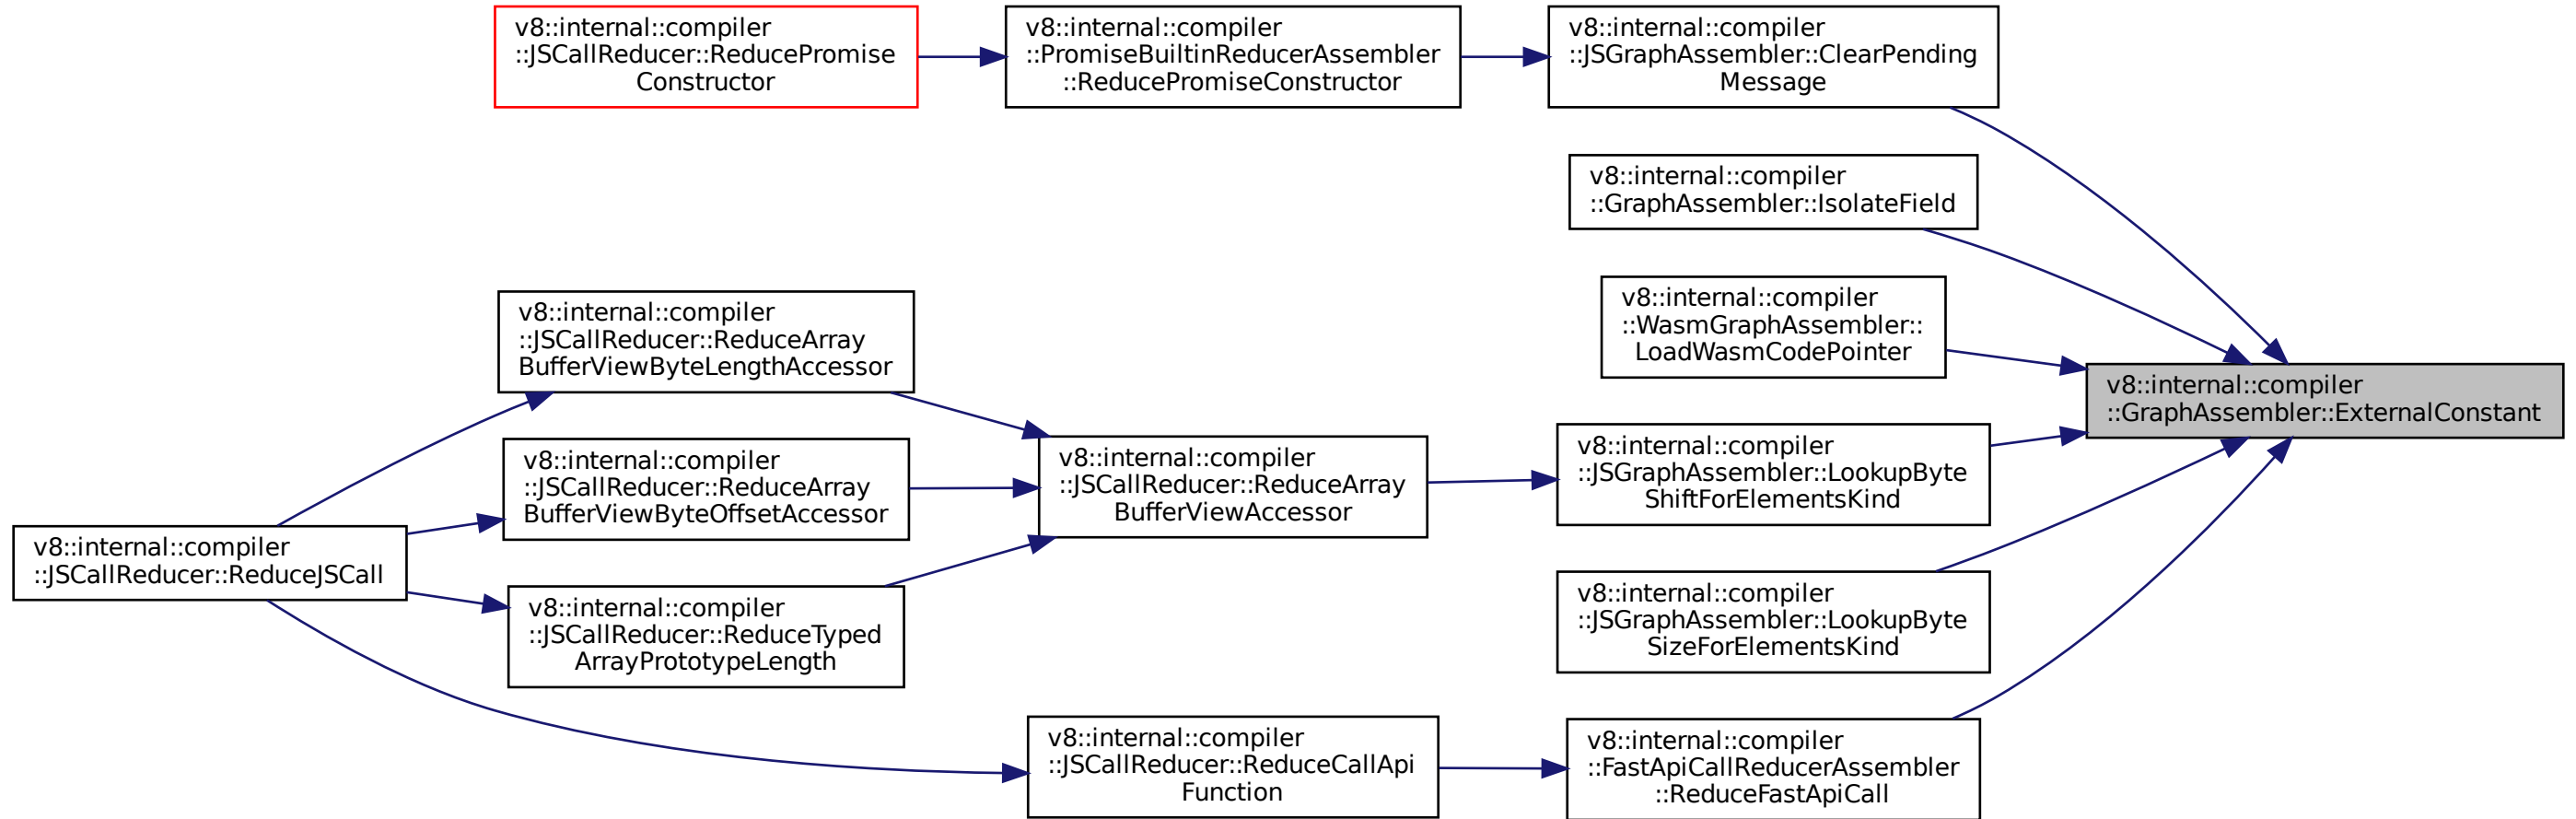 v8::internal::compiler
::JSCallReducer::ReducePromise
Constructor
v8::internal::compiler
::PromiseBuiltinReducerAssembler
::ReducePromiseConstructor
v8::internal::compiler
::JSGraphAssembler::ClearPending
Message
v8::internal::compiler
::GraphAssembler::IsolateField
v8::internal::compiler
::WasmGraphAssembler::
LoadWasmCodePointer
v8::internal::compiler
::JSCallReducer::ReduceArray
BufferViewByteLengthAccessor
v8::internal::compiler
::GraphAssembler::ExternalConstant
v8::internal::compiler
::JSCallReducer::ReduceArray
BufferViewByteOffsetAccessor
v8::internal::compiler
::JSCallReducer::ReduceArray
BufferViewAccessor
v8::internal::compiler
::JSGraphAssembler::LookupByte
ShiftForElementsKind
v8::internal::compiler
::JSCallReducer::ReduceJSCall
v8::internal::compiler
::JSCallReducer::ReduceTyped
ArrayPrototypeLength
v8::internal::compiler
::JSGraphAssembler::LookupByte
SizeForElementsKind
v8::internal::compiler
::JSCallReducer::ReduceCallApi
Function
v8::internal::compiler
::FastApiCallReducerAssembler
::ReduceFastApiCall